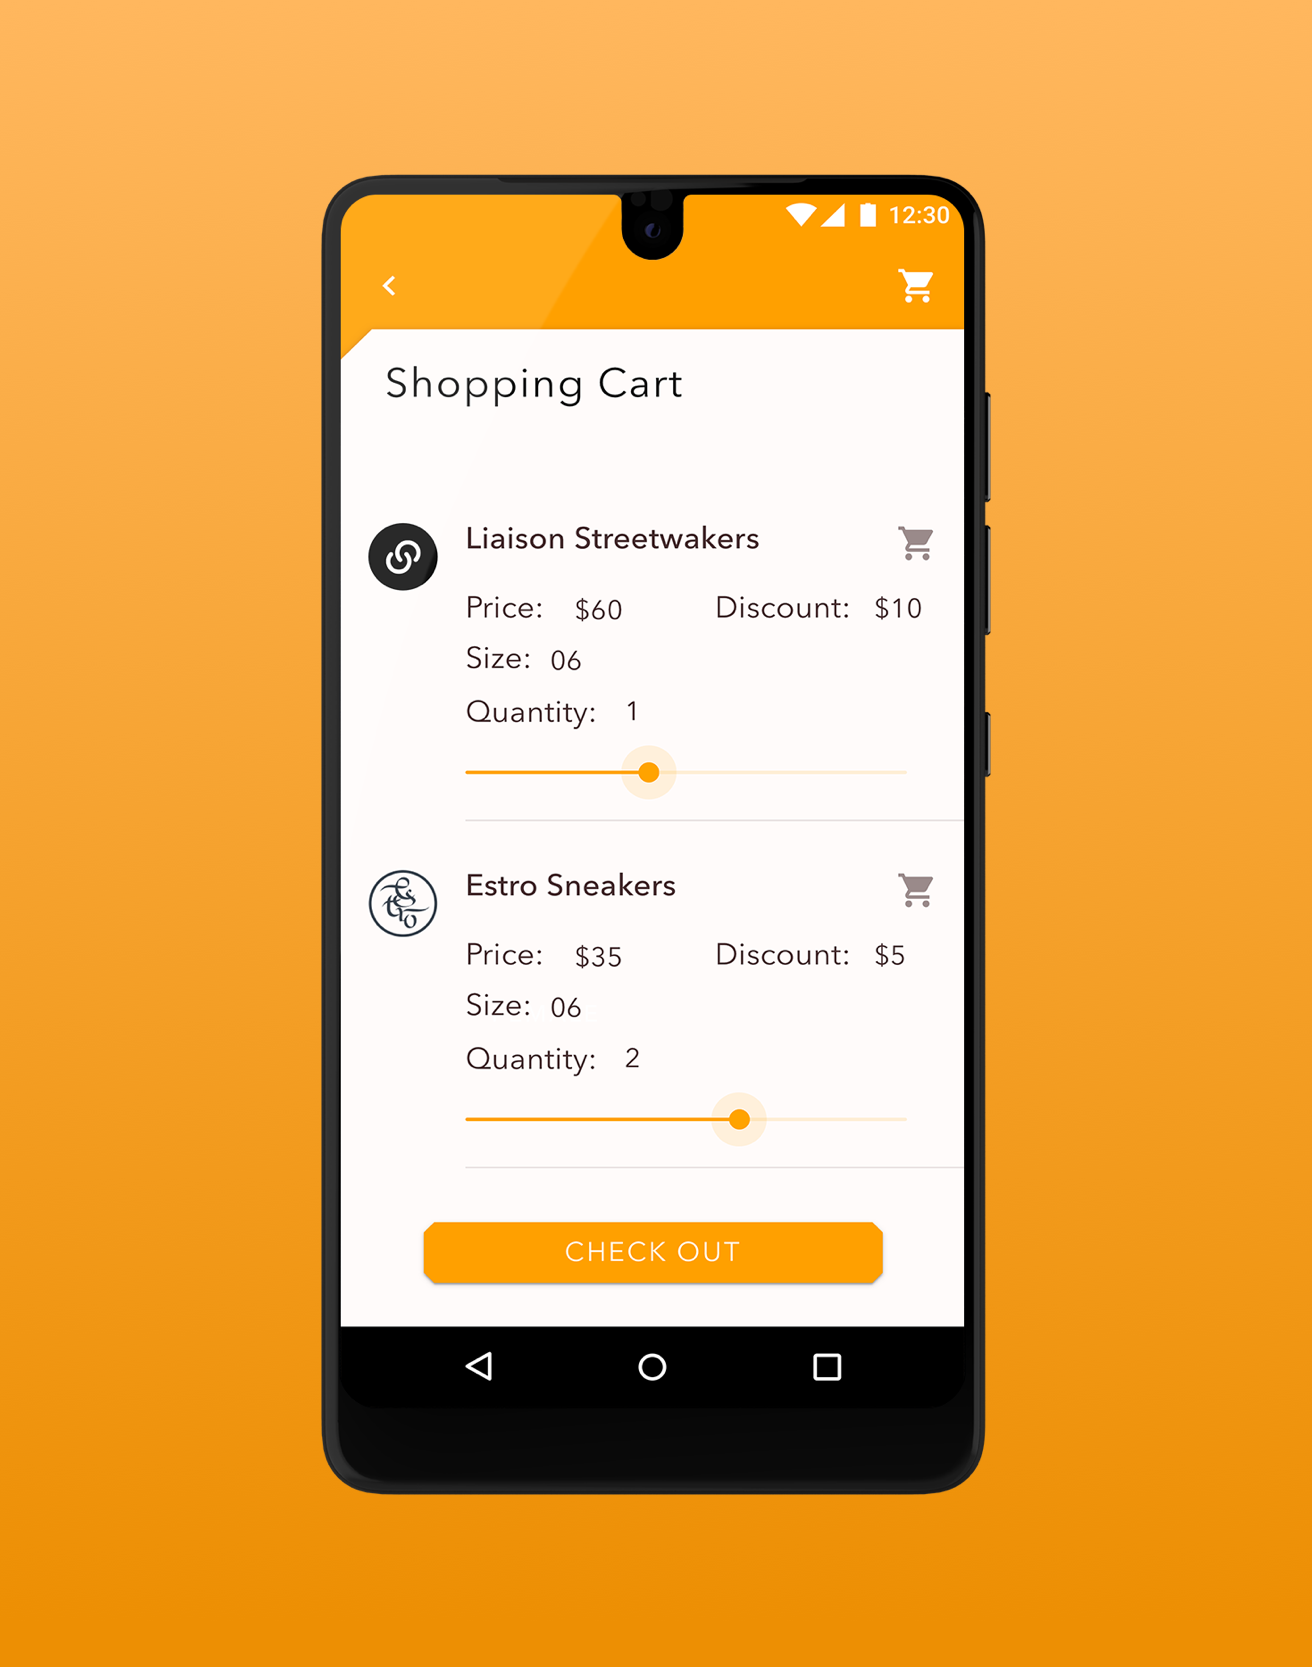 12:30
Shopping Cart
Liaison Streetwakers
Price: $60 Discount: $10
Size: 06
Quantity: 1
Estro
Estro Sneakers
Price: $35 Discount: $5
Size: 06
Quantity: 2
CHECK OUT